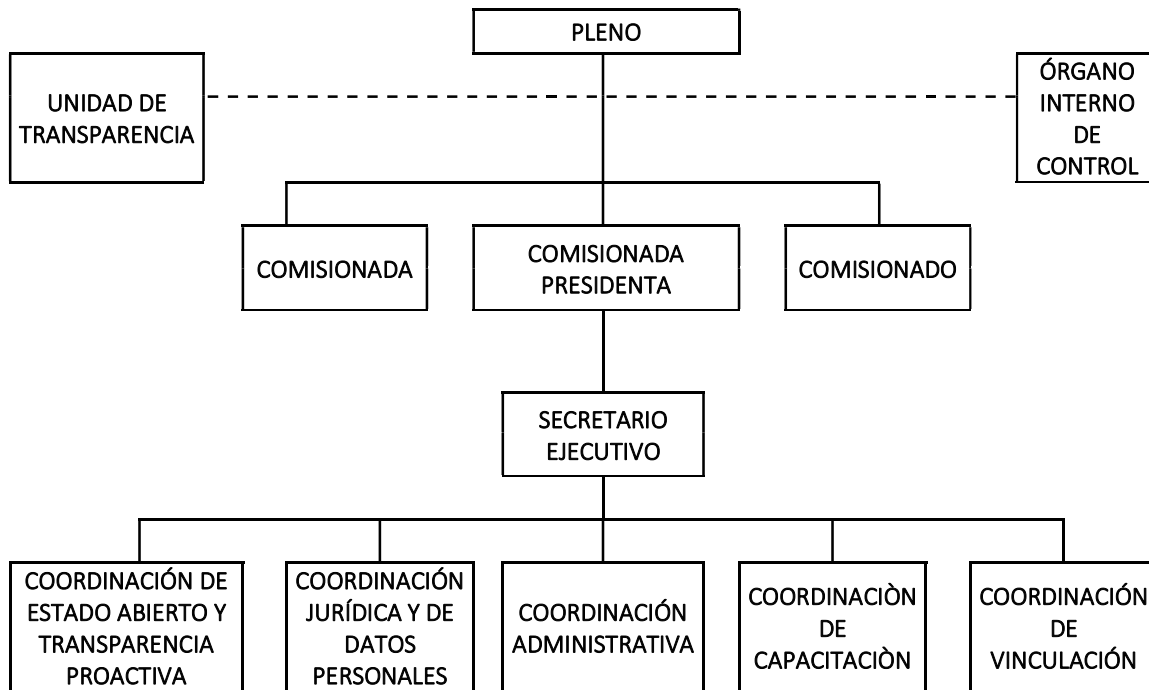 PLENO
UNIDAD DE
TRANSPARENCIA
ÓRGANO
INTERNO
DE
CONTROL
COMISIONADA
COMISIONADA
PRESIDENTA
COMISIONADO
SECRETARIO
EJECUTIVO
COORDINACIÓN DE
ESTADO ABIERTO Y
TRANSPARENCIA
PROACTIVA
COORDINACIÓN
JURÍDICA Y DE
DATOS
PERSONALES
COORDINACIÓN
ADMINISTRATIVA
COORDINACIÒN
DE
CAPACITACIÒN
COORDINACIÓN
DE
VINCULACIÓN